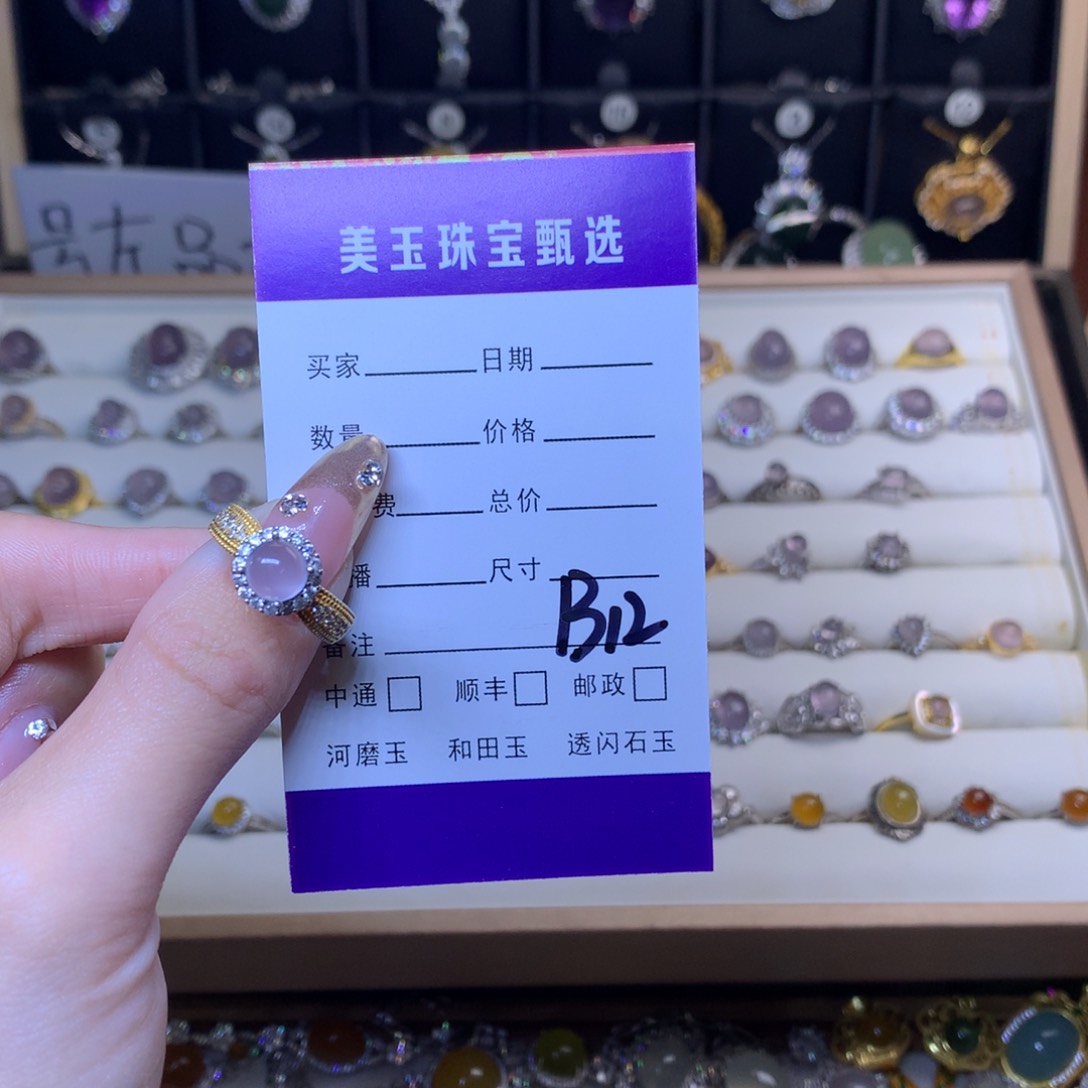 美玉珠宝甄选
买家 日期
数量 价格
费 总价
播 尺寸
B12
备注
中通 顺丰 邮政
河磨玉 和田玉 透闪石玉